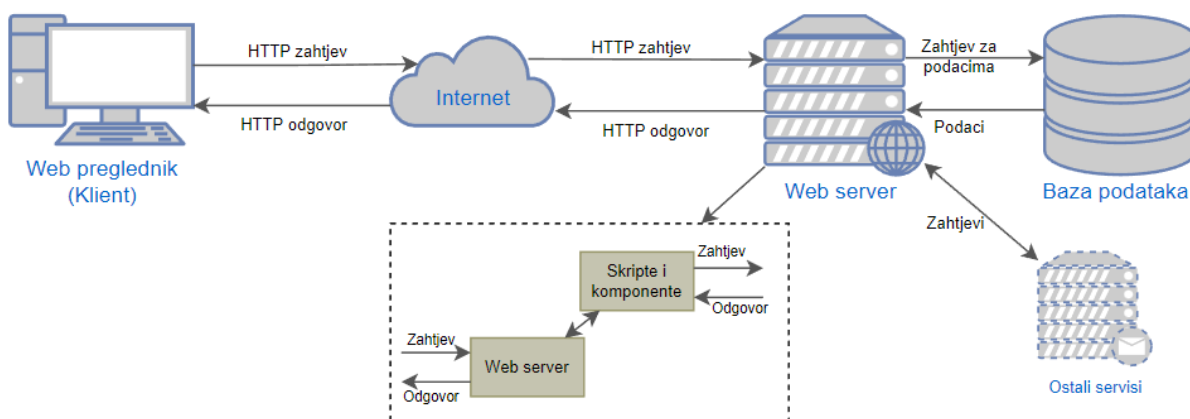 HTTP zahtjev
HTTP odgovor
Web preglednik
(Klient)
Internet
HTTP zahtjev
HTTP odgovor
Web server
Zahtjev za
podacima
Podaci
Baza podataka
Zahtjevi
Ostali servisi
Skripte i
komponente
Zahtjev
Odgovor
Zahtjev
Web server
Odgovor